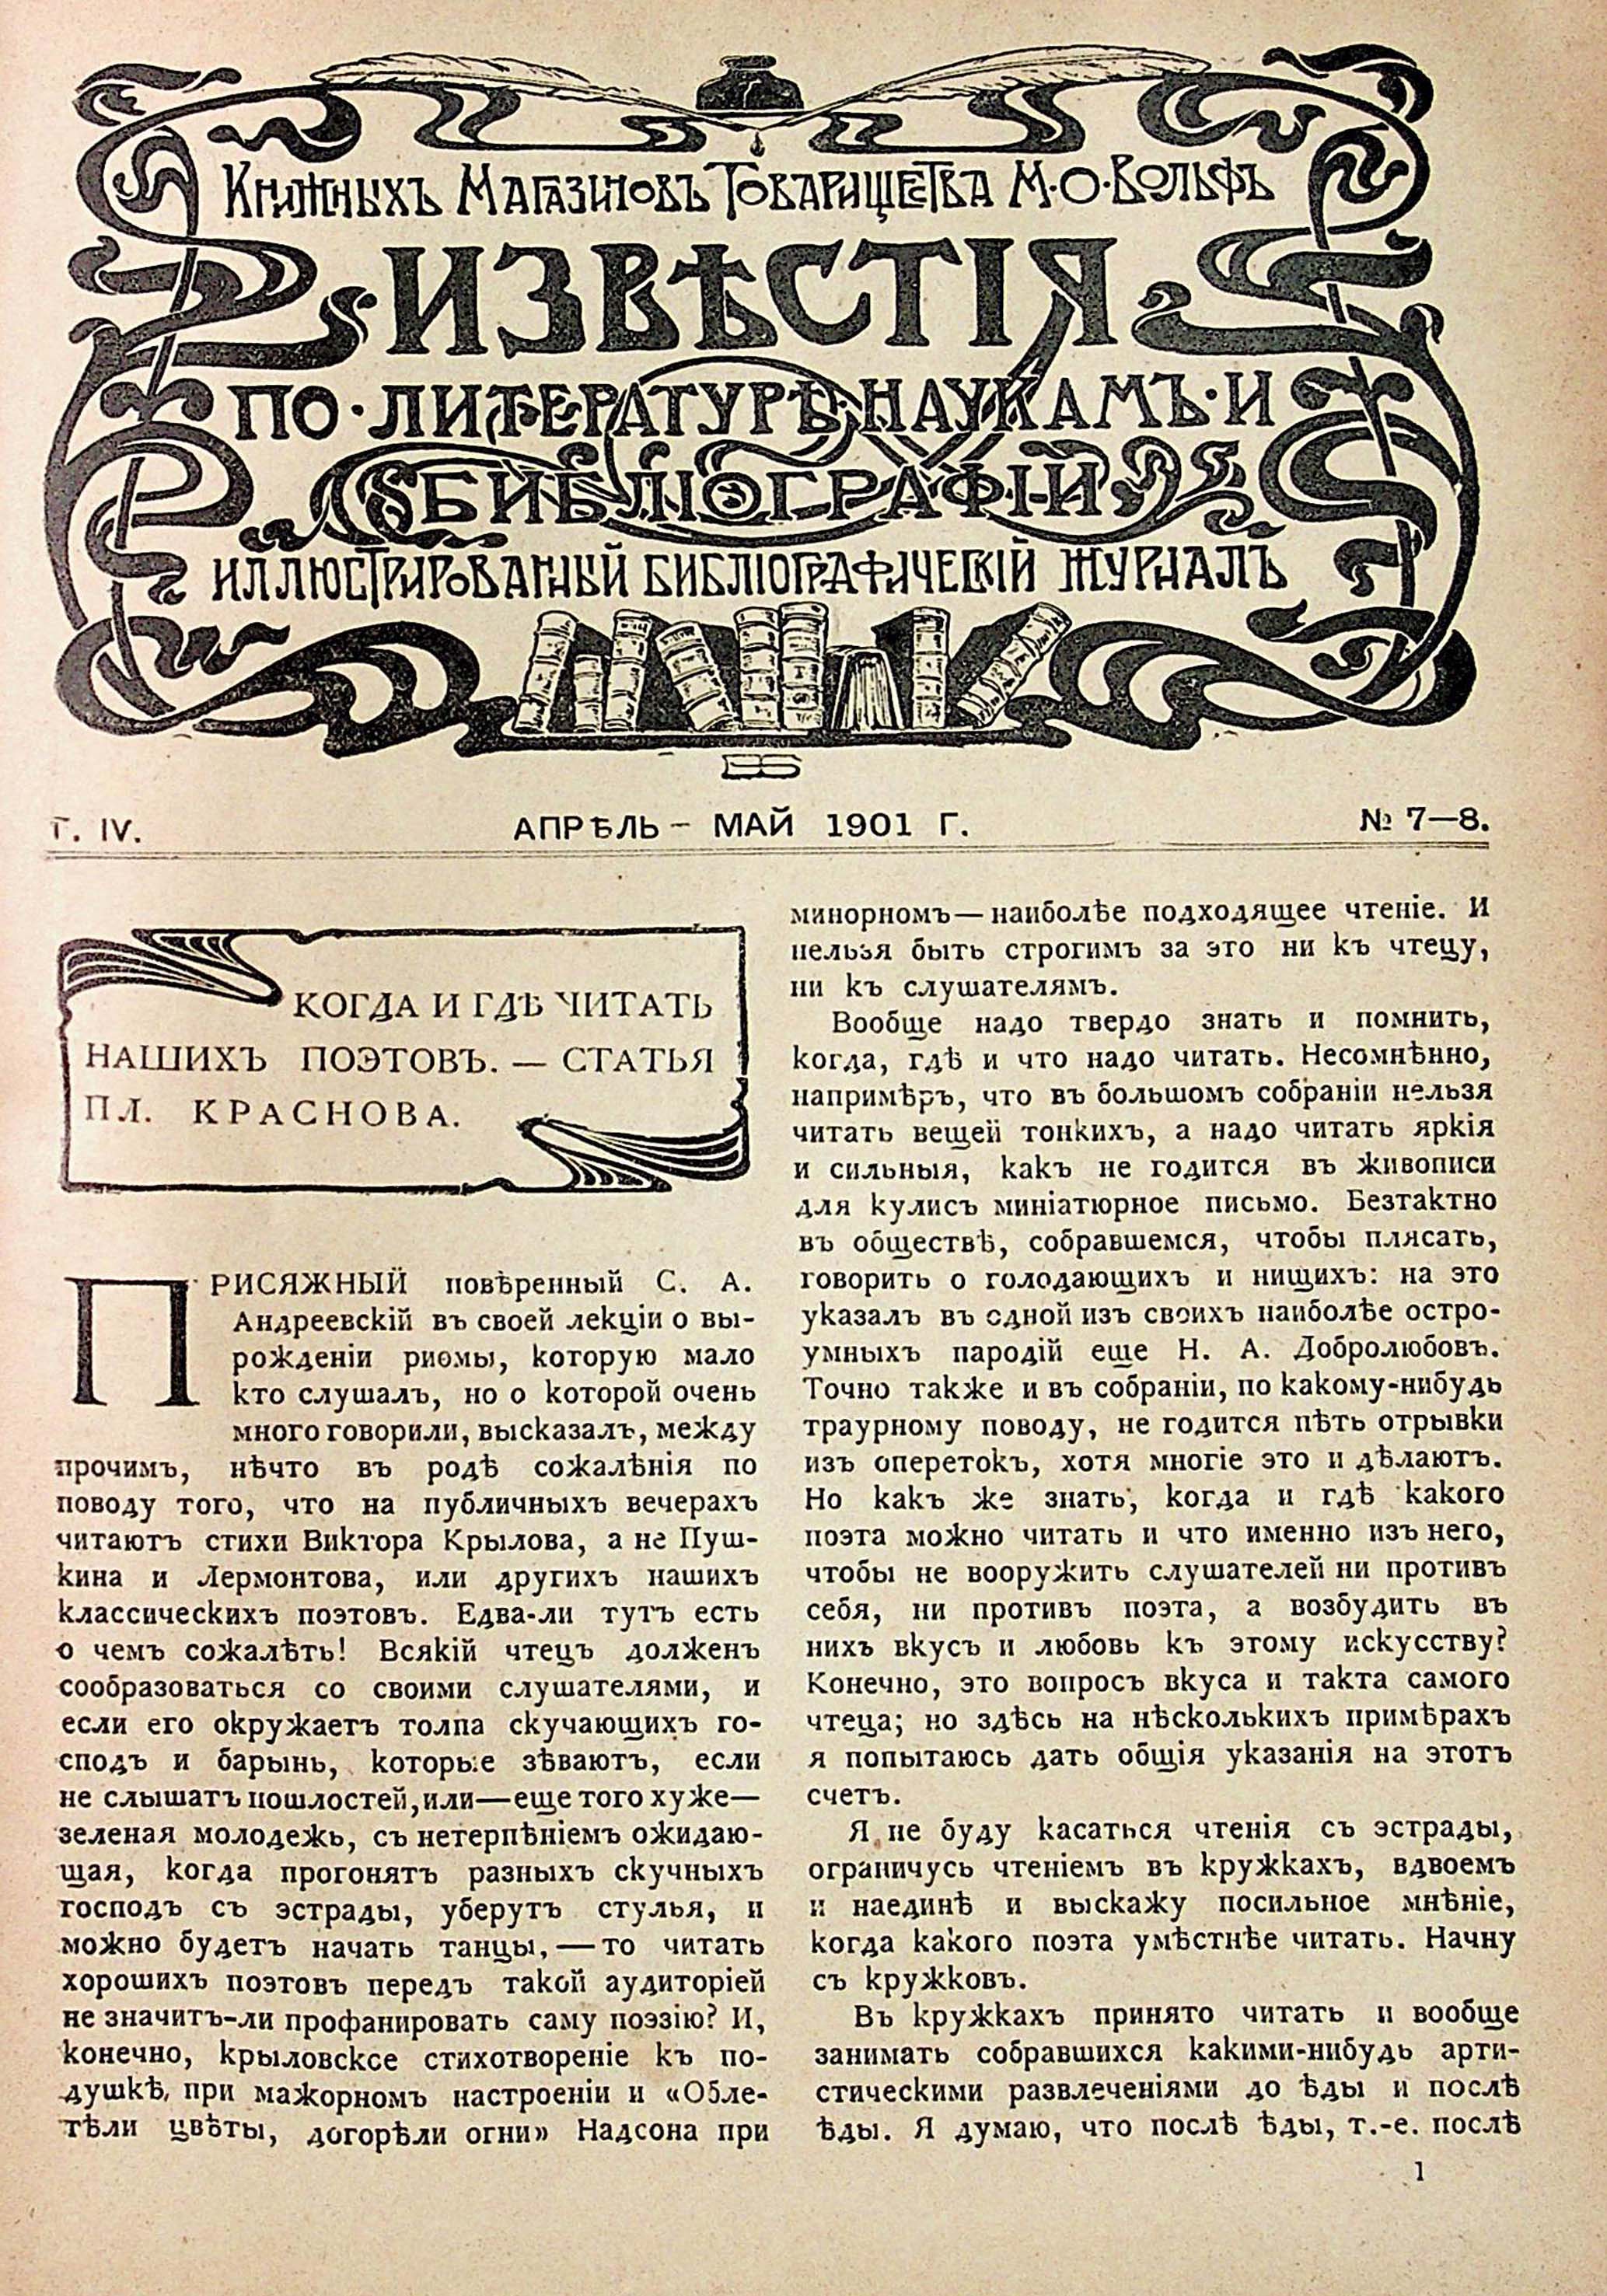 Книжныхъ Магазиновъ Товарищества М·О·Вольфъ
ИЗВѢСТІЯ
ПО·ЛИТЕРАТУРѢ·НАУКАМЪ·И
БИБЛІОГРАФІЙ
ИЛЛЮСТРИРОВАННЫЙ БИБЛІОГРАФИЧЕСКІЙ ЖУРНАЛЪ
Г. IV.
АПРѢЛЬ – МАЙ 1901 Г.
№ 7—8.
КОГДА И ГДѢ ЧИТАТЬ
НАШИХЪ ПОЭТОВЪ. — СТАТЬЯ
ПЛ. КРАСНОВА.
ПРИСЯЖНЫЙ повѣренный С. А.
Андреевскій въ своей лекціи о вы-
рожденіи риѳмы, которую мало
кто слушалъ, но о которой очень
много говорили, высказалъ, между
прочимъ, нѣчто въ родѣ сожалѣнія по
поводу того, что на публичныхъ вечерахъ
читаютъ стихи Виктора Крылова, а не Пуш-
кина и Лермонтова, или другихъ нашихъ
классическихъ поэтовъ. Едва-ли тутъ есть
о чемъ сожалѣть! Всякій чтецъ долженъ
сообразоваться со своими слушателями, и
если его окружаетъ толпа скучающихъ го-
сподъ и барынь, которые зѣваютъ, если
не слышатъ пошлостей, или—еще того хуже—
зеленая молодежь, съ нетерпѣніемъ ожидаю-
щая, когда прогонятъ разныхъ скучныхъ
господъ съ эстрады, уберутъ стулья, и
можно будетъ начать танцы, — то читать
хорошихъ поэтовъ передъ такой аудиторіей
не значитъ-ли профанировать саму поэзію? И,
конечно, крыловское стихотвореніе къ по-
душкѣ, при мажорномъ настроеніи и «Обле-
тѣли цвѣты, догорѣли огни» Надсона при
минорномъ — наиболѣе подходящее чтеніе. И
нельзя быть строгимъ за это ни къ чтецу,
ни къ слушателямъ.
Вообще надо твердо знать и помнить,
когда, гдѣ и что надо читать. Несомнѣнно,
напримѣръ, что въ большомъ собраніи нельзя
читать вещей тонкихъ, а надо читать яркія
и сильныя, какъ не годится въ живописи
для кулисъ миніатюрное письмо. Безтактно
въ обществѣ, собравшемся, чтобы плясать,
говорить о голодающихъ и нищихъ: на это
указалъ въ одной изъ своихъ наиболѣе остро-
умныхъ пародій еще Н. А. Добролюбовъ.
Точно также и въ собраніи, по какому-нибудь
траурному поводу, не годится пѣть отрывки
изъ оперетокъ, хотя многіе это и дѣлаютъ.
Но какъ же знать, когда и гдѣ какого
поэта можно читать и что именно изъ него,
чтобы не вооружить слушателей ни противъ
себя, ни противъ поэта, а возбудить въ
нихъ вкусъ и любовь къ этому искусству?
Конечно, это вопросъ вкуса и такта самого
чтеца; но здѣсь на нѣсколькихъ примѣрахъ
я попытаюсь дать общія указанія на этотъ
счетъ.
Я не буду касаться чтенія съ эстрады,
ограничусь чтеніемъ въ кружкахъ, вдвоемъ
и наединѣ и выскажу посильное мнѣніе,
когда какого поэта умѣстнѣе читать. Начну
съ кружковъ.
Въ кружкахъ принято читать и вообще
занимать собравшихся какими-нибудь арти-
стическими развлеченіями до ѣды и послѣ
ѣды. Я думаю, что послѣ ѣды, т.-е. послѣ
1